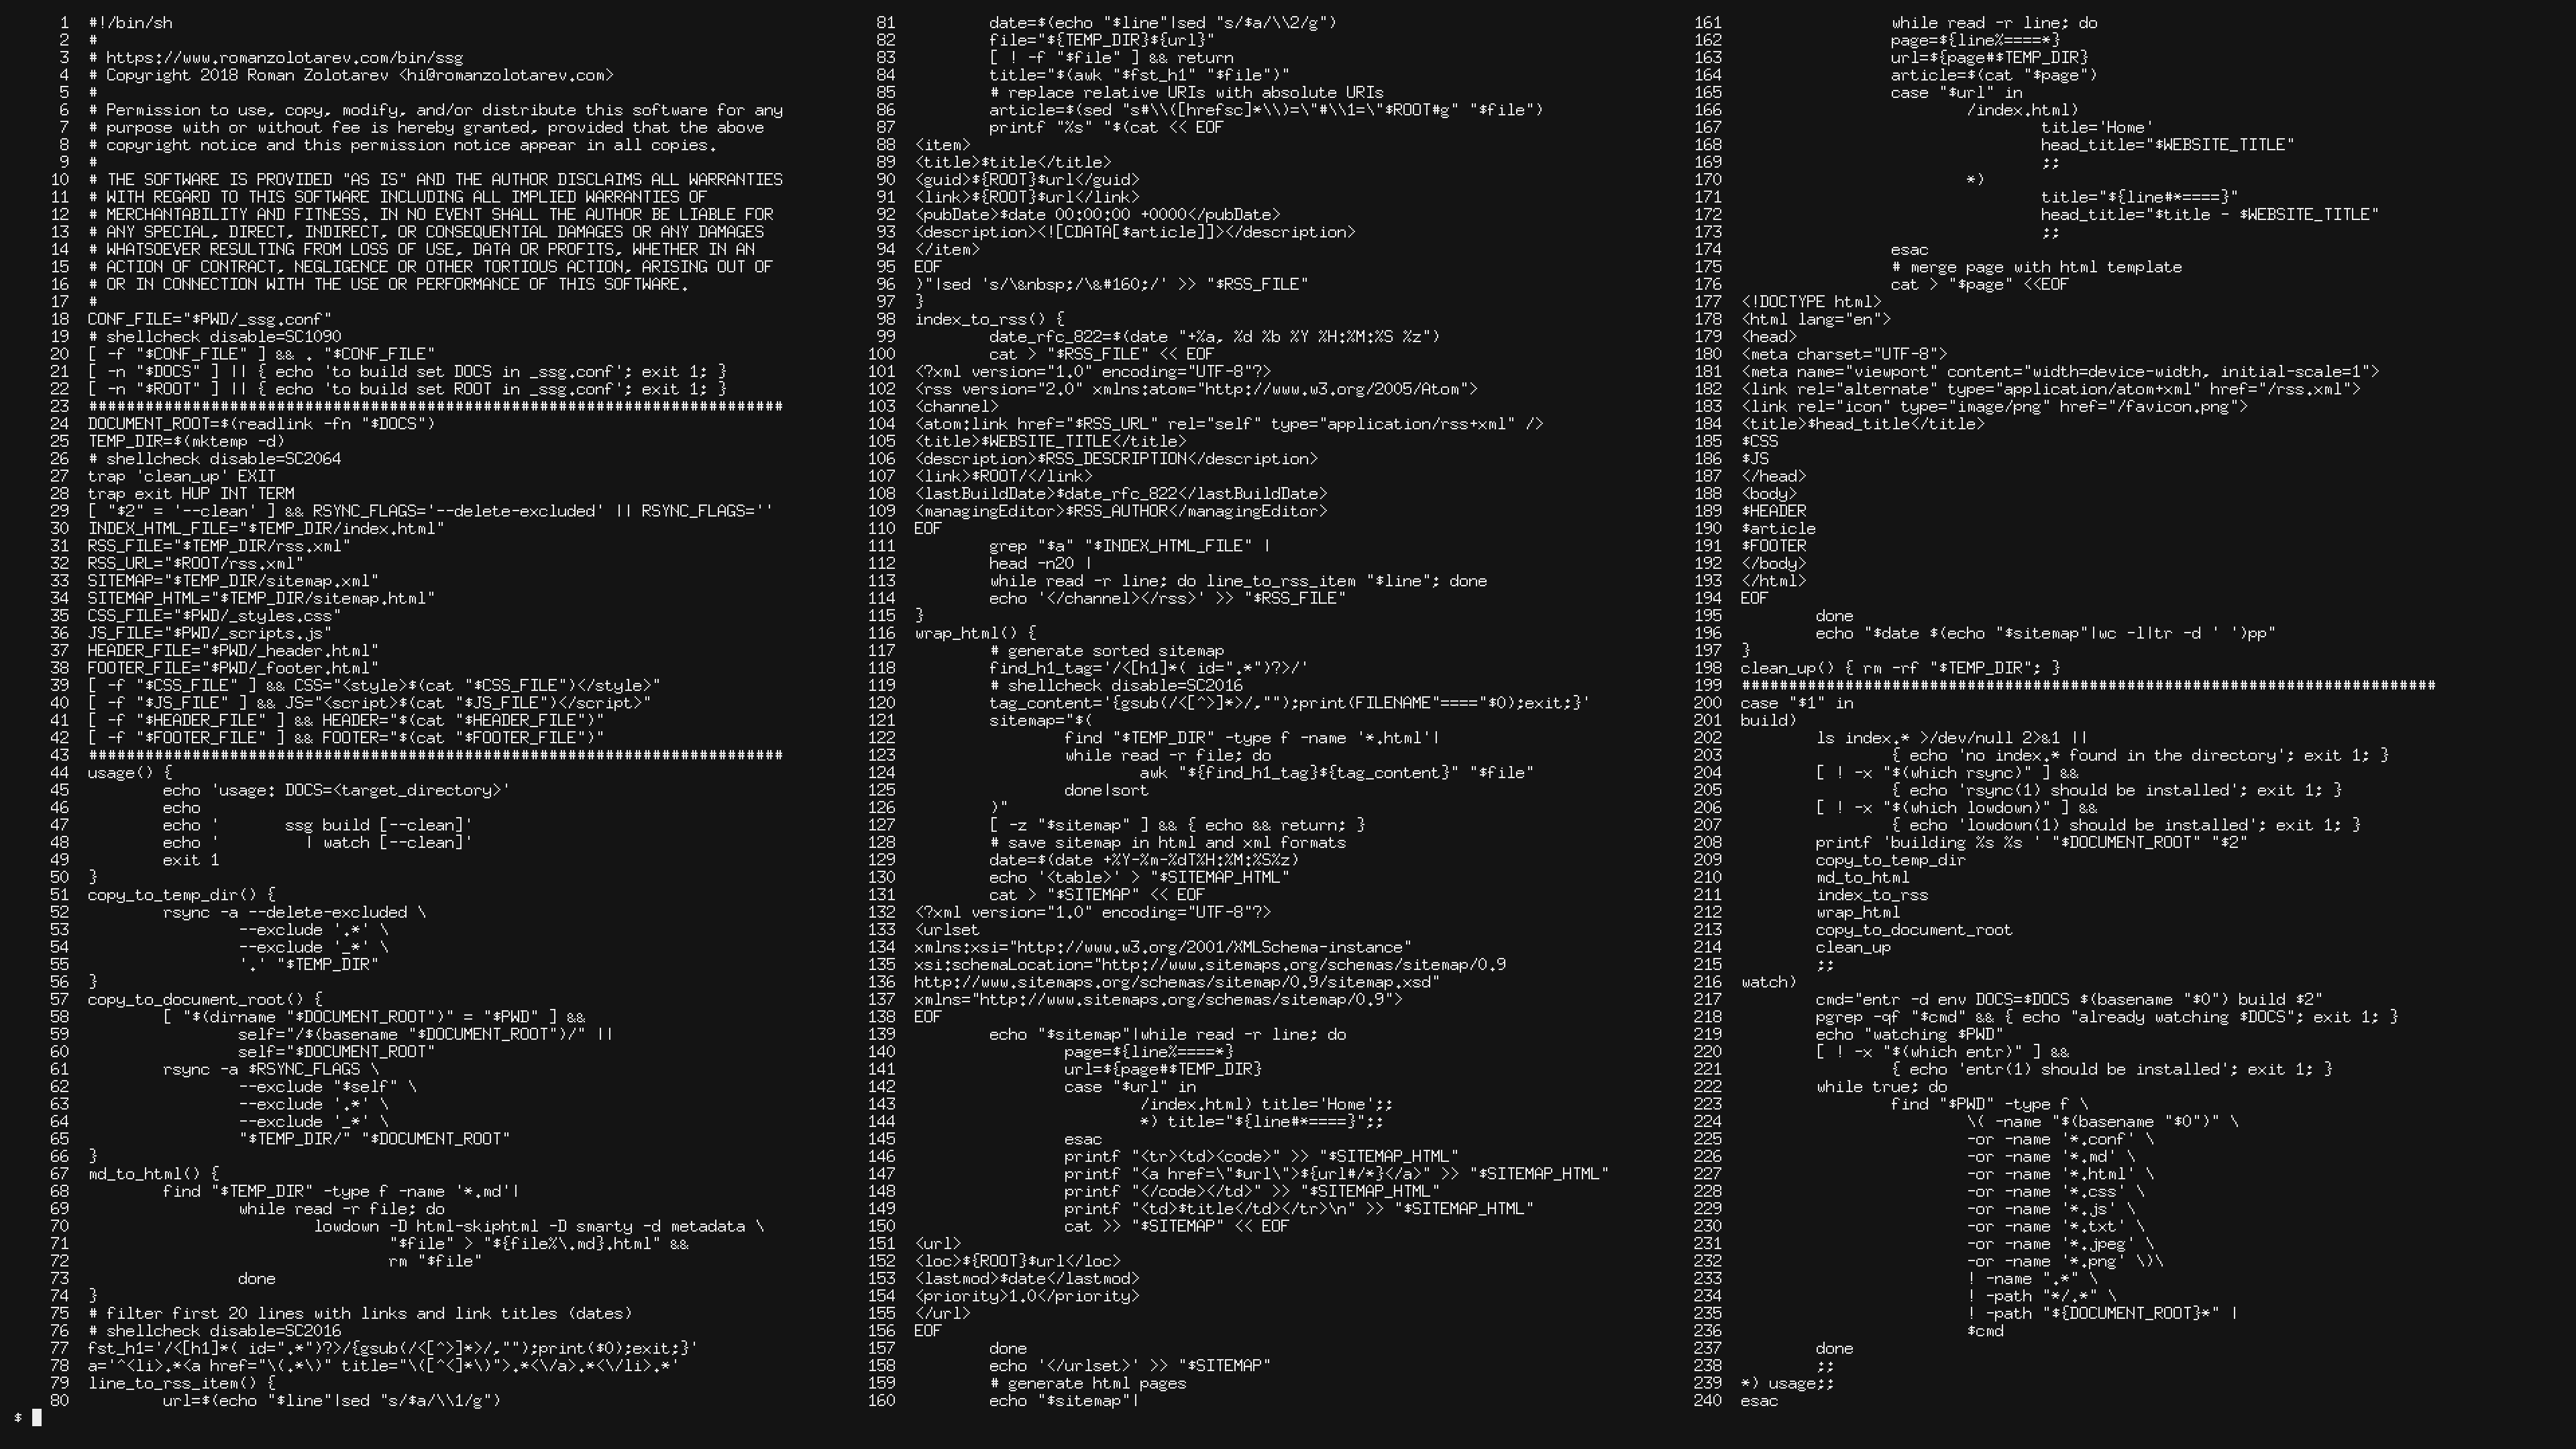 1 #!/bin/sh
2 #
3 # https://www.romanzolotarev.com/bin/ssg
4 # Copyright 2018 Roman Zolotarev <hi@romanzolotarev.com>
5 #
6 # Permission to use, copy, modify, and/or distribute this software for any
7 # purpose with or without fee is hereby granted, provided that the above
8 # copyright notice and this permission notice appear in all copies.
9 #
10 # THE SOFTWARE IS PROVIDED "AS IS" AND THE AUTHOR DISCLAIMS ALL WARRANTIES
11 # WITH REGARD TO THIS SOFTWARE INCLUDING ALL IMPLIED WARRANTIES OF
12 # MERCHANTABILITY AND FITNESS. IN NO EVENT SHALL THE AUTHOR BE LIABLE FOR
13 # ANY SPECIAL, DIRECT, INDIRECT, OR CONSEQUENTIAL DAMAGES OR ANY DAMAGES
14 # WHATSOEVER RESULTING FROM LOSS OF USE, DATA OR PROFITS, WHETHER IN AN
15 # ACTION OF CONTRACT, NEGLIGENCE OR OTHER TORTIOUS ACTION, ARISING OUT OF
16 # OR IN CONNECTION WITH THE USE OR PERFORMANCE OF THIS SOFTWARE.
17 #
18 CONF_FILE="$PWD/_ssg.conf"
19 # shellcheck disable=SC1090
20 [ -f "$CONF_FILE" ] && . "$CONF_FILE"
21 [ -n "$DOCS" ] || { echo 'to build set DOCS in _ssg.conf'; exit 1; }
22 [ -n "$ROOT" ] || { echo 'to build set ROOT in _ssg.conf'; exit 1; }
23 ##########################################################################
24 DOCUMENT_ROOT=$(readlink -fn "$DOCS")
25 TEMP_DIR=$(mktemp -d)
26 # shellcheck disable=SC2064
27 trap 'clean_up' EXIT
28 trap exit HUP INT TERM
29 [ "$2" = '--clean' ] && RSYNC_FLAGS='--delete-excluded' || RSYNC_FLAGS=''
30 INDEX_HTML_FILE="$TEMP_DIR/index.html"
31 RSS_FILE="$TEMP_DIR/rss.xml"
32 RSS_URL="$ROOT/rss.xml"
33 SITEMAP="$TEMP_DIR/sitemap.xml"
34 SITEMAP_HTML="$TEMP_DIR/sitemap.html"
35 CSS_FILE="$PWD/_styles.css"
36 JS_FILE="$PWD/_scripts.js"
37 HEADER_FILE="$PWD/_header.html"
38 FOOTER_FILE="$PWD/_footer.html"
39 [ -f "$CSS_FILE" ] && CSS="<style>$(cat "$CSS_FILE")</style>"
40 [ -f "$JS_FILE" ] && JS="<script>$(cat "$JS_FILE")</script>"
41 [ -f "$HEADER_FILE" ] && HEADER="$(cat "$HEADER_FILE")"
42 [ -f "$FOOTER_FILE" ] && FOOTER="$(cat "$FOOTER_FILE")"
43 ##########################################################################
44 usage() {
45         echo 'usage: DOCS=<target_directory>'
46         echo
47         echo '       ssg build [--clean]'
48         echo '         | watch [--clean]'
49         exit 1
50 }
51 copy_to_temp_dir() {
52         rsync -a --delete-excluded \
53                 --exclude '.*' \
54                 --exclude '_*' \
55                 '.' "$TEMP_DIR"
56 }
57 copy_to_document_root() {
58         [ "$(dirname "$DOCUMENT_ROOT")" = "$PWD" ] &&
59                 self="/$(basename "$DOCUMENT_ROOT")/" ||
60                 self="$DOCUMENT_ROOT"
61         rsync -a $RSYNC_FLAGS \
62                 --exclude "$self" \
63                 --exclude '.*' \
64                 --exclude '_*' \
65                 "$TEMP_DIR/" "$DOCUMENT_ROOT"
66 }
67 md_to_html() {
68         find "$TEMP_DIR" -type f -name '*.md'|
69                 while read -r file; do
70                         lowdown -D html-skiphtml -D smarty -d metadata \
71                                 "$file" > "${file%\.md}.html" &&
72                                 rm "$file"
73                 done
74 }
75 # filter first 20 lines with links and link titles (dates)
76 # shellcheck disable=SC2016
77 fst_h1='/<[h1]*( id=".*")?>/{gsub(/<[^>]*>/,"");print($0);exit;}'
78 a='^<li>.*<a href="\(.*\)" title="\([^<]*\)">.*<\/a>.*<\/li>.*'
79 line_to_rss_item() {
80         url=$(echo "$line"|sed "s/$a/\\1/g")
81         date=$(echo "$line"|sed "s/$a/\\2/g")
82         file="${TEMP_DIR}${url}"
83         [ ! -f "$file" ] && return
84         title="$(awk "$fst_h1" "$file")"
85         # replace relative URIs with absolute URIs
86         article=$(sed "s#\\([hrefsc]*\\)=\"#\\1=\"$ROOT#g" "$file")
87         printf "%s" "$(cat << EOF
88 <item>
89 <title>$title</title>
90 <guid>${ROOT}$url</guid>
91 <link>${ROOT}$url</link>
92 <pubDate>$date 00:00:00 +0000</pubDate>
93 <description><![CDATA[$article]]></description>
94 </item>
95 EOF
96 )"|sed 's/\&nbsp;/\&#160;/' >> "$RSS_FILE"
97 }
98 index_to_rss() {
99         date_rfc_822=$(date "+%a, %d %b %Y %H:%M:%S %z")
100         cat > "$RSS_FILE" << EOF
101 <?xml version="1.0" encoding="UTF-8"?>
102 <rss version="2.0" xmlns:atom="http://www.w3.org/2005/Atom">
103 <channel>
104 <atom:link href="$RSS_URL" rel="self" type="application/rss+xml" />
105 <title>$WEBSITE_TITLE</title>
106 <description>$RSS_DESCRIPTION</description>
107 <link>$ROOT/</link>
108 <lastBuildDate>$date_rfc_822</lastBuildDate>
109 <managingEditor>$RSS_AUTHOR</managingEditor>
110 EOF
111         grep "$a" "$INDEX_HTML_FILE" |
112         head -n20 |
113         while read -r line; do line_to_rss_item "$line"; done
114         echo '</channel></rss>' >> "$RSS_FILE"
115 }
116 wrap_html() {
117         # generate sorted sitemap
118         find_h1_tag='/<[h1]*( id=".*")?>/'
119         # shellcheck disable=SC2016
120         tag_content='{gsub(/<[^>]*>/,"");print(FILENAME"===="$0);exit;}'
121         sitemap="$(
122                 find "$TEMP_DIR" -type f -name '*.html'|
123                 while read -r file; do
124                         awk "${find_h1_tag}${tag_content}" "$file"
125                 done|sort
126         )"
127         [ -z "$sitemap" ] && { echo && return; }
128         # save sitemap in html and xml formats
129         date=$(date +%Y-%m-%dT%H:%M:%S%z)
130         echo '<table>' > "$SITEMAP_HTML"
131         cat > "$SITEMAP" << EOF
132 <?xml version="1.0" encoding="UTF-8"?>
133 <urlset
134 xmlns:xsi="http://www.w3.org/2001/XMLSchema-instance"
135 xsi:schemaLocation="http://www.sitemaps.org/schemas/sitemap/0.9
136 http://www.sitemaps.org/schemas/sitemap/0.9/sitemap.xsd"
137 xmlns="http://www.sitemaps.org/schemas/sitemap/0.9">
138 EOF
139         echo "$sitemap"|while read -r line; do
140                 page=${line%====*}
141                 url=${page#$TEMP_DIR}
142                 case "$url" in
143                         /index.html) title='Home';;
144                         *) title="${line#*====}";;
145                 esac
146                 printf "<tr><td><code>" >> "$SITEMAP_HTML"
147                 printf "<a href=\"$url\">${url#/*}</a>" >> "$SITEMAP_HTML"
148                 printf "</code></td>" >> "$SITEMAP_HTML"
149                 printf "<td>$title</td></tr>\n" >> "$SITEMAP_HTML"
150                 cat >> "$SITEMAP" << EOF
151 <url>
152 <loc>${ROOT}$url</loc>
153 <lastmod>$date</lastmod>
154 <priority>1.0</priority>
155 </url>
156 EOF
157         done
158         echo '</urlset>' >> "$SITEMAP"
159         # generate html pages
160         echo "$sitemap"|
161                 while read -r line; do
162                 page=${line%====*}
163                 url=${page#$TEMP_DIR}
164                 article=$(cat "$page")
165                 case "$url" in
166                         /index.html)
167                                 title='Home'
168                                 head_title="$WEBSITE_TITLE"
169                                 ;;
170                         *)
171                                 title="${line#*====}"
172                                 head_title="$title - $WEBSITE_TITLE"
173                                 ;;
174                 esac
175                 # merge page with html template
176                 cat > "$page" <<EOF
177 <!DOCTYPE html>
178 <html lang="en">
179 <head>
180 <meta charset="UTF-8">
181 <meta name="viewport" content="width=device-width, initial-scale=1">
182 <link rel="alternate" type="application/atom+xml" href="/rss.xml">
183 <link rel="icon" type="image/png" href="/favicon.png">
184 <title>$head_title</title>
185 $CSS
186 $JS
187 </head>
188 <body>
189 $HEADER
190 $article
191 $FOOTER
192 </body>
193 </html>
194 EOF
195         done
196         echo "$date $(echo "$sitemap"|wc -l|tr -d ' ')pp"
197 }
198 clean_up() { rm -rf "$TEMP_DIR"; }
199 ##########################################################################
200 case "$1" in
201 build)
202         ls index.* >/dev/null 2>&1 ||
203                 { echo 'no index.* found in the directory'; exit 1; }
204         [ ! -x "$(which rsync)" ] &&
205                 { echo 'rsync(1) should be installed'; exit 1; }
206         [ ! -x "$(which lowdown)" ] &&
207                 { echo 'lowdown(1) should be installed'; exit 1; }
208         printf 'building %s %s ' "$DOCUMENT_ROOT" "$2"
209         copy_to_temp_dir
210         md_to_html
211         index_to_rss
212         wrap_html
213         copy_to_document_root
214         clean_up
215         ;;
216 watch)
217         cmd="entr -d env DOCS=$DOCS $(basename "$0") build $2"
218         pgrep -qf "$cmd" && { echo "already watching $DOCS"; exit 1; }
219         echo "watching $PWD"
220         [ ! -x "$(which entr)" ] &&
221                 { echo 'entr(1) should be installed'; exit 1; }
222         while true; do
223                 find "$PWD" -type f \
224                         \( -name "$(basename "$0")" \
225                         -or -name '*.conf' \
226                         -or -name '*.md' \
227                         -or -name '*.html' \
228                         -or -name '*.css' \
229                         -or -name '*.js' \
230                         -or -name '*.txt' \
231                         -or -name '*.jpeg' \
232                         -or -name '*.png' \)\
233                         ! -name ".*" \
234                         ! -path "*/.*" \
235                         ! -path "${DOCUMENT_ROOT}*" |
236                         $cmd
237         done
238         ;;
239 *) usage;;
240 esac
$